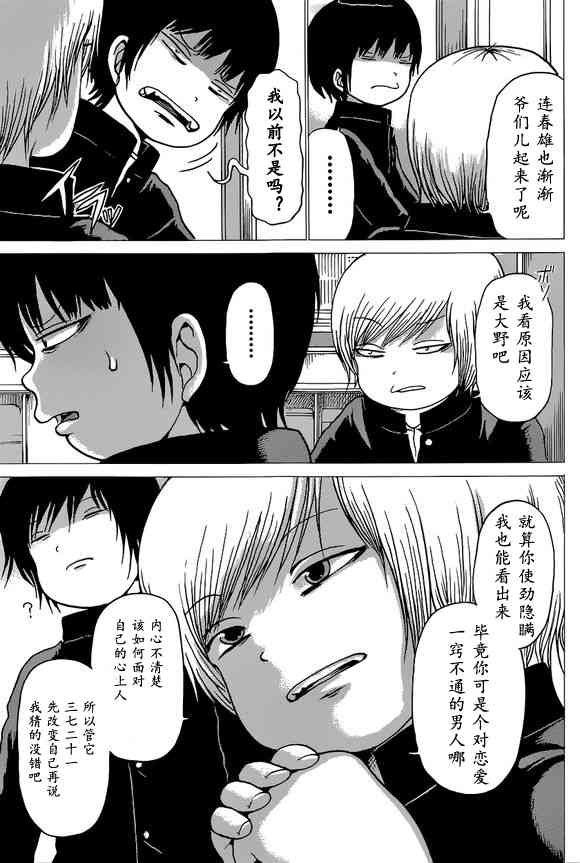 连春雄也渐渐
爷们儿起来了呢
………
我以前不是吗？
ボソ
我看原因应该
是大野吧
………
就算你使劲隐瞒
我也能看出来
毕竟你可是个对恋爱
一窍不通的男人哪
内心不清楚
该如何面对
自己的心上人
所以管它
三七二十一
先改变自己再说
我猜的没错吧
？